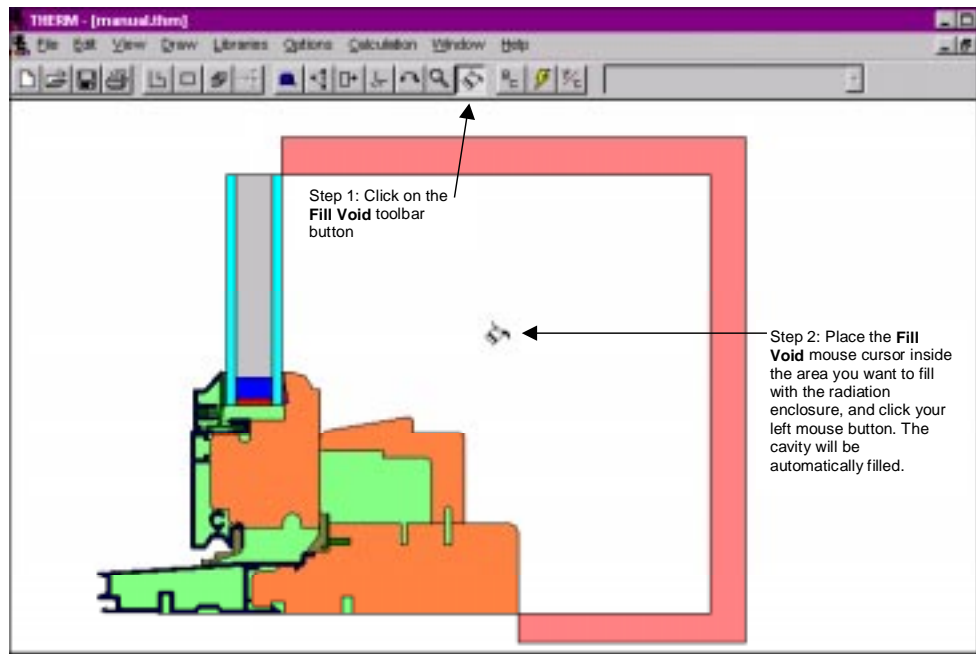 THERM - [manual.thm]
File Edit View Draw Libraries Options Calculation Window Help
Step 1: Click on the
Fill Void toolbar
button
Step 2: Place the Fill
Void mouse cursor inside
the area you want to fill
with the radiation
enclosure, and click your
left mouse button. The
cavity will be
automatically filled.